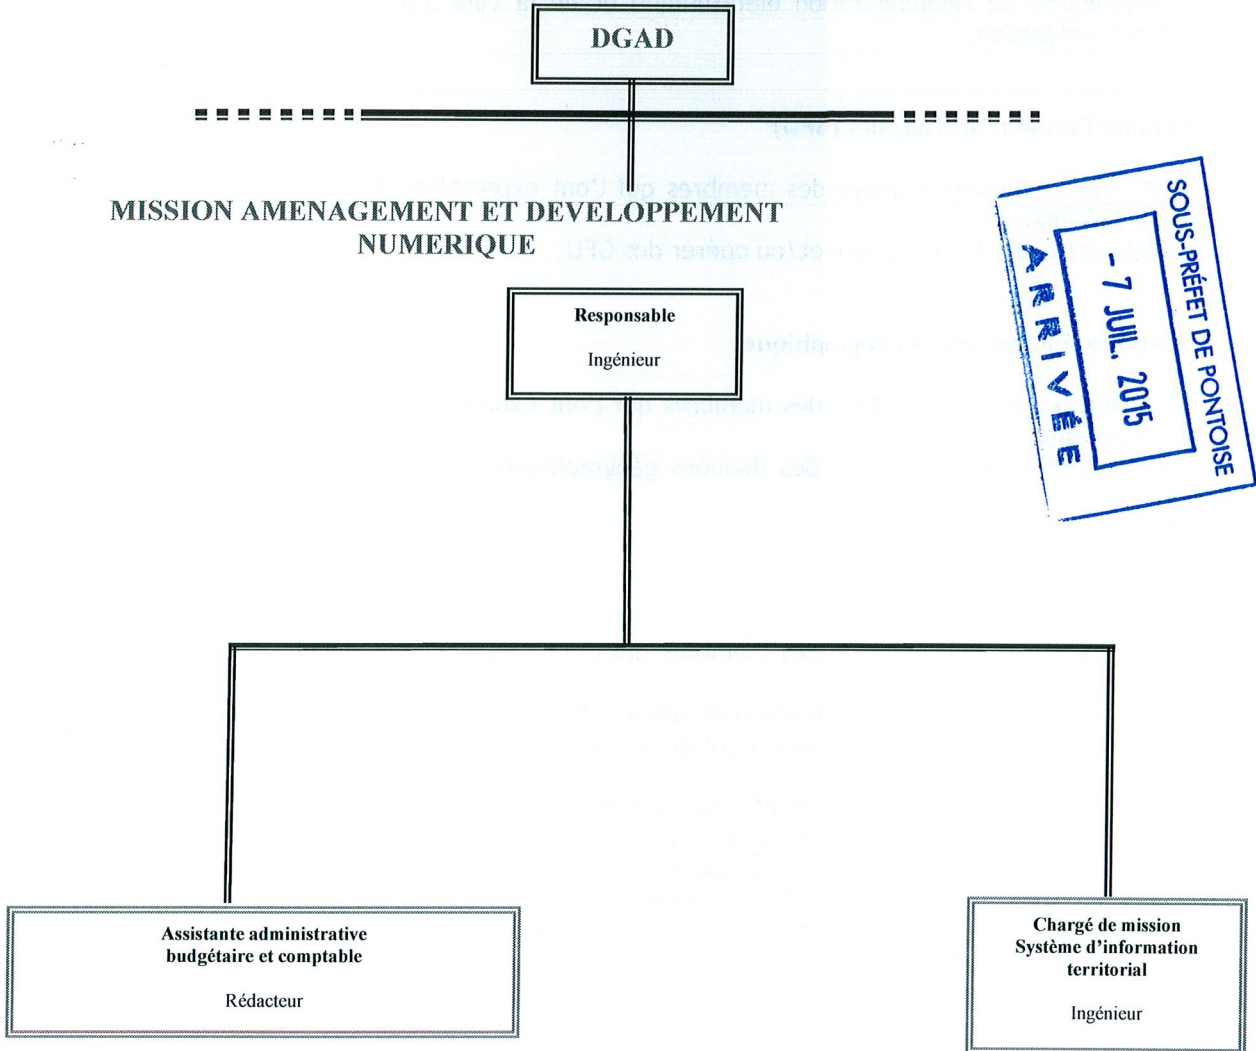 DGAD
MISSION AMENAGEMENT ET DEVELOPPEMENT
NUMERIQUE
SOUS-PRÉFET DE PONTOISE
- 7 JUIL. 2015
ARRIVÉE
Responsable
Ingénieur
Assistante administrative
budgétaire et comptable
Rédacteur
Chargé de mission
Système d'information
territorial
Ingénieur